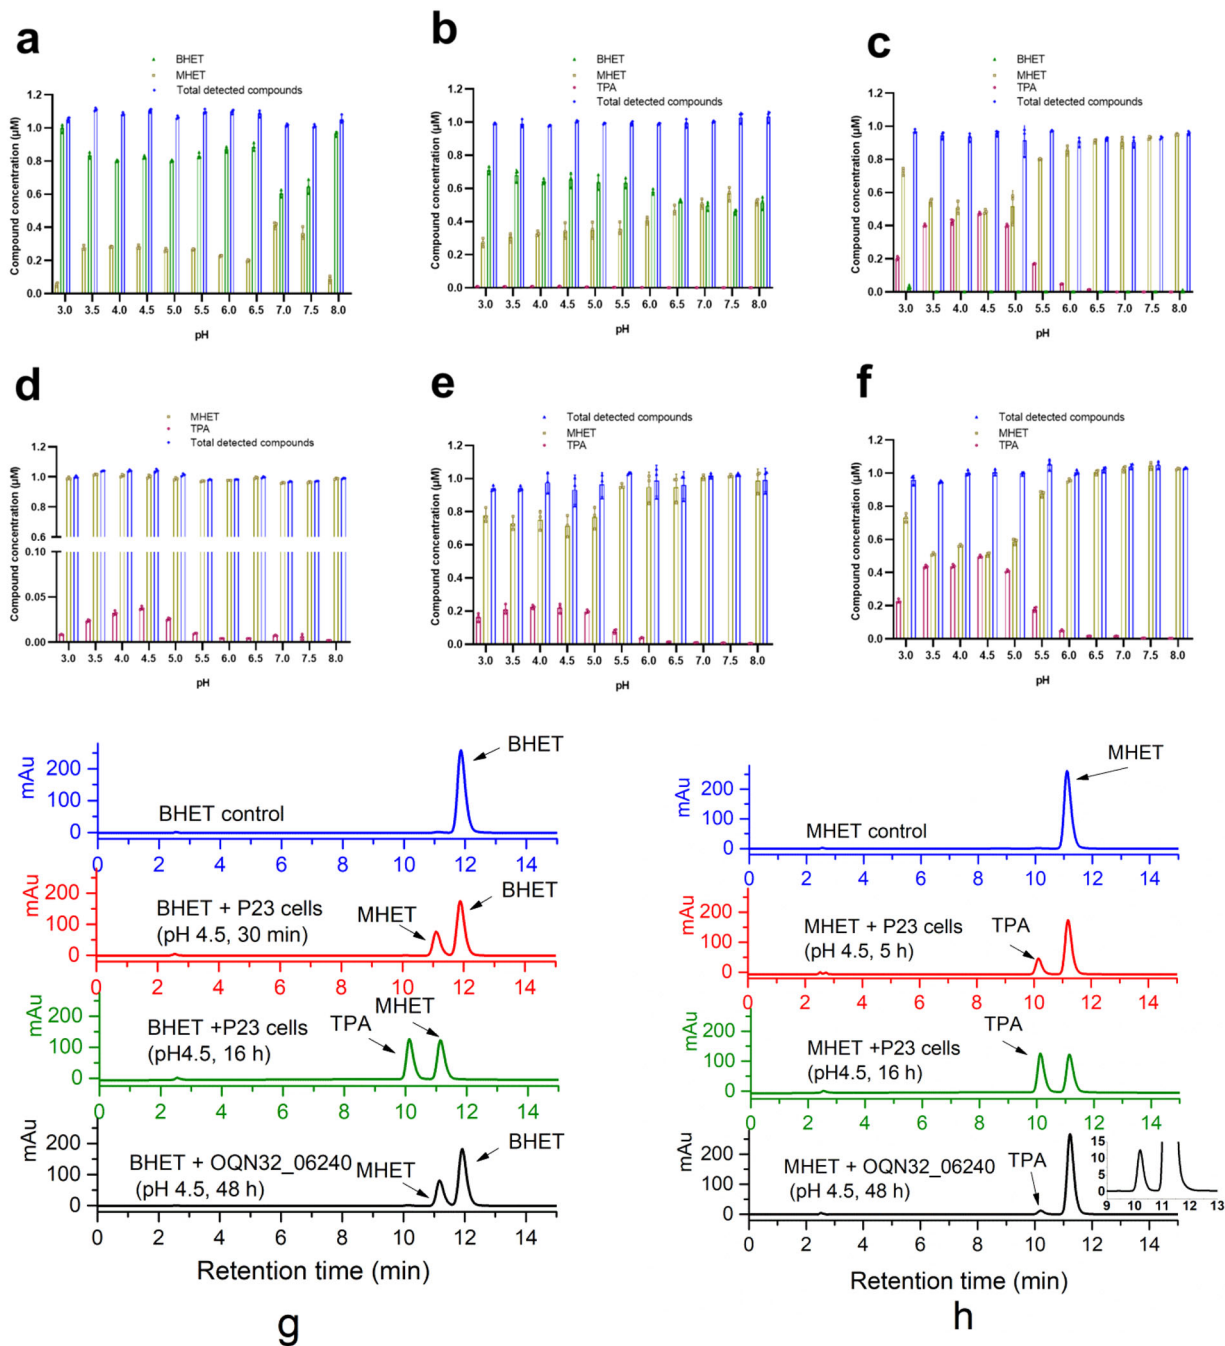 a
BHET
MHET
Total detected compounds
Compound concentration (μM)
1.2
1.0
0.8
0.6
0.4
0.2
0.0
3.0 3.5 4.0 4.5 5.0 5.5 6.0 6.5 7.0 7.5 8.0
pH
b
BHET
MHET
TPA
Total detected compounds
Compound concentration (μM)
1.2
1.0
0.8
0.6
0.4
0.2
0.0
3.0 3.5 4.0 4.5 5.0 5.5 6.0 6.5 7.0 7.5 8.0
pH
c
BHET
MHET
TPA
Total detected compounds
Compound concentration (μM)
1.2
1.0
0.8
0.6
0.4
0.2
0.0
3.0 3.5 4.0 4.5 5.0 5.5 6.0 6.5 7.0 7.5 8.0
pH
d
MHET
TPA
Total detected compounds
Compound concentration (μM)
1.2
1.0
0.8
0.6
0.10
0.05
0.00
3.0 3.5 4.0 4.5 5.0 5.5 6.0 6.5 7.0 7.5 8.0
pH
e
Total detected compounds
MHET
TPA
Compound concentration (μM)
1.2
1.0
0.8
0.6
0.4
0.2
0.0
3.0 3.5 4.0 4.5 5.0 5.5 6.0 6.5 7.0 7.5 8.0
pH
f
Total detected compounds
MHET
TPA
Compound concentration (μM)
1.2
1.0
0.8
0.6
0.4
0.2
0.0
3.0 3.5 4.0 4.5 5.0 5.5 6.0 6.5 7.0 7.5 8.0
pH
mAu
200
100
0
BHET
BHET control
0 2 4 6 8 10 12 14
mAu
200
100
0
BHET + P23 cells
(pH 4.5, 30 min)
MHET
BHET
0 2 4 6 8 10 12 14
mAu
200
100
0
BHET +P23 cells
(pH4.5, 16 h)
TPA
MHET
0 2 4 6 8 10 12 14
mAu
200
100
0
BHET + OQN32_06240
(pH 4.5, 48 h)
MHET
BHET
0 2 4 6 8 10 12 14
Retention time (min)
g
mAu
200
100
0
MHET
MHET control
0 2 4 6 8 10 12 14
mAu
200
100
0
MHET + P23 cells
(pH 4.5, 5 h)
TPA
0 2 4 6 8 10 12 14
mAu
200
100
0
MHET +P23 cells
(pH4.5, 16 h)
TPA
0 2 4 6 8 10 12 14
mAu
200
100
0
MHET + OQN32_06240
(pH 4.5, 48 h)
TPA
15
10
5
0
9 10 11 12 13
0 2 4 6 8 10 12 14
Retention time (min)
h